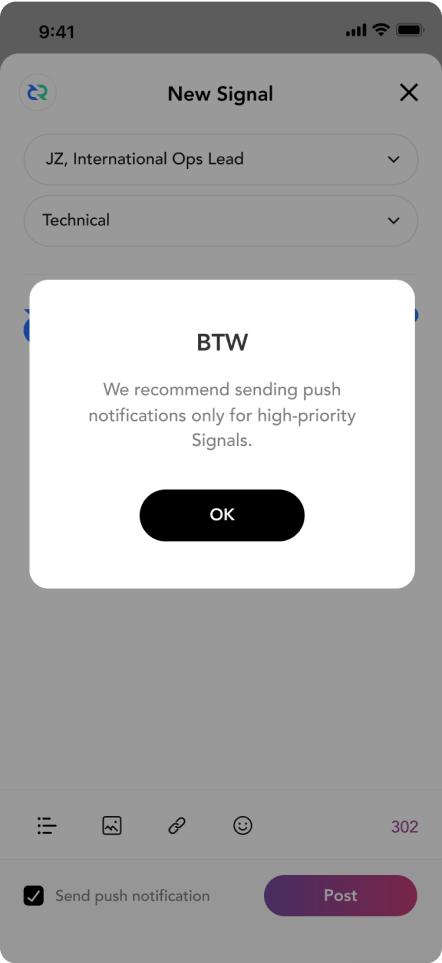 9:41
New Signal
JZ, International Ops Lead
Technical
BTW
We recommend sending push
notifications only for high-priority
Signals.
OK
302
Send push notification
Post